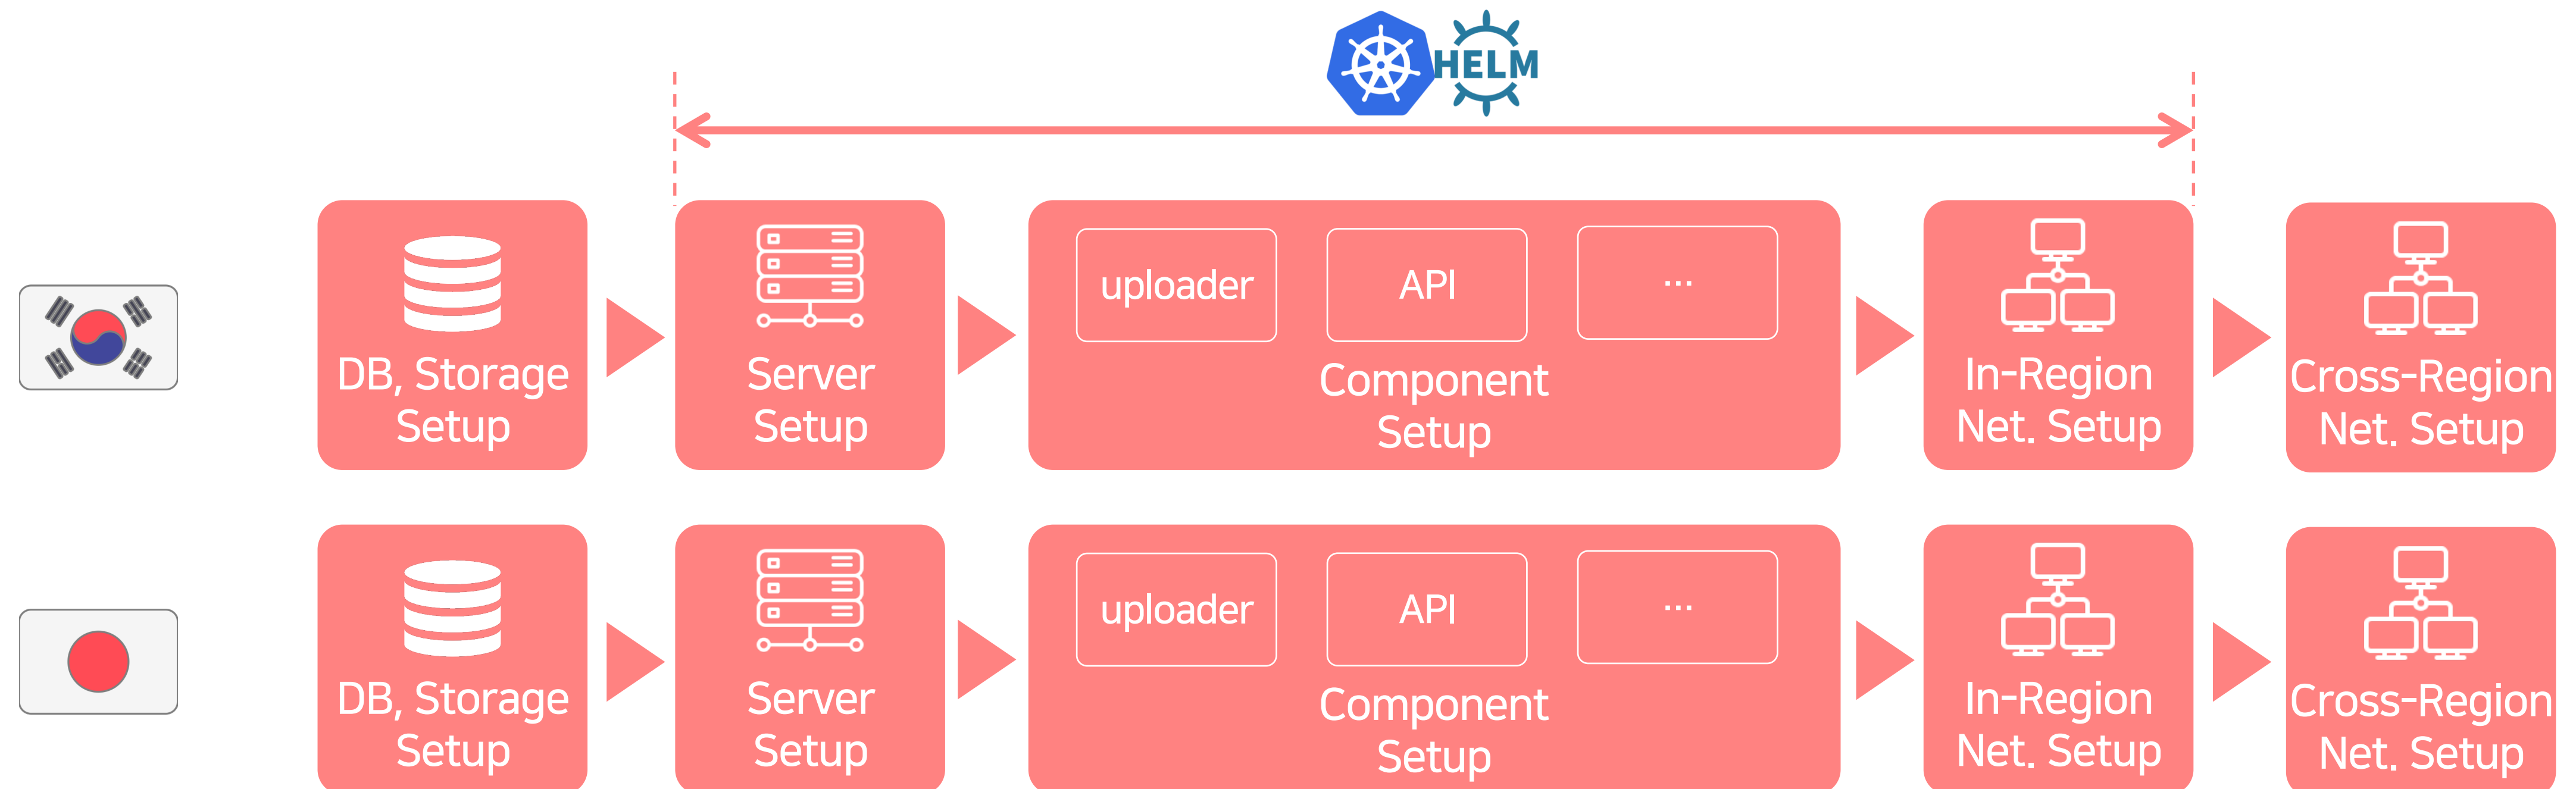 HELM
DB, Storage
Setup
Server
Setup
uploader
API
...
Component
Setup
In-Region
Net. Setup
Cross-Region
Net. Setup
DB, Storage
Setup
Server
Setup
uploader
API
...
Component
Setup
In-Region
Net. Setup
Cross-Region
Net. Setup